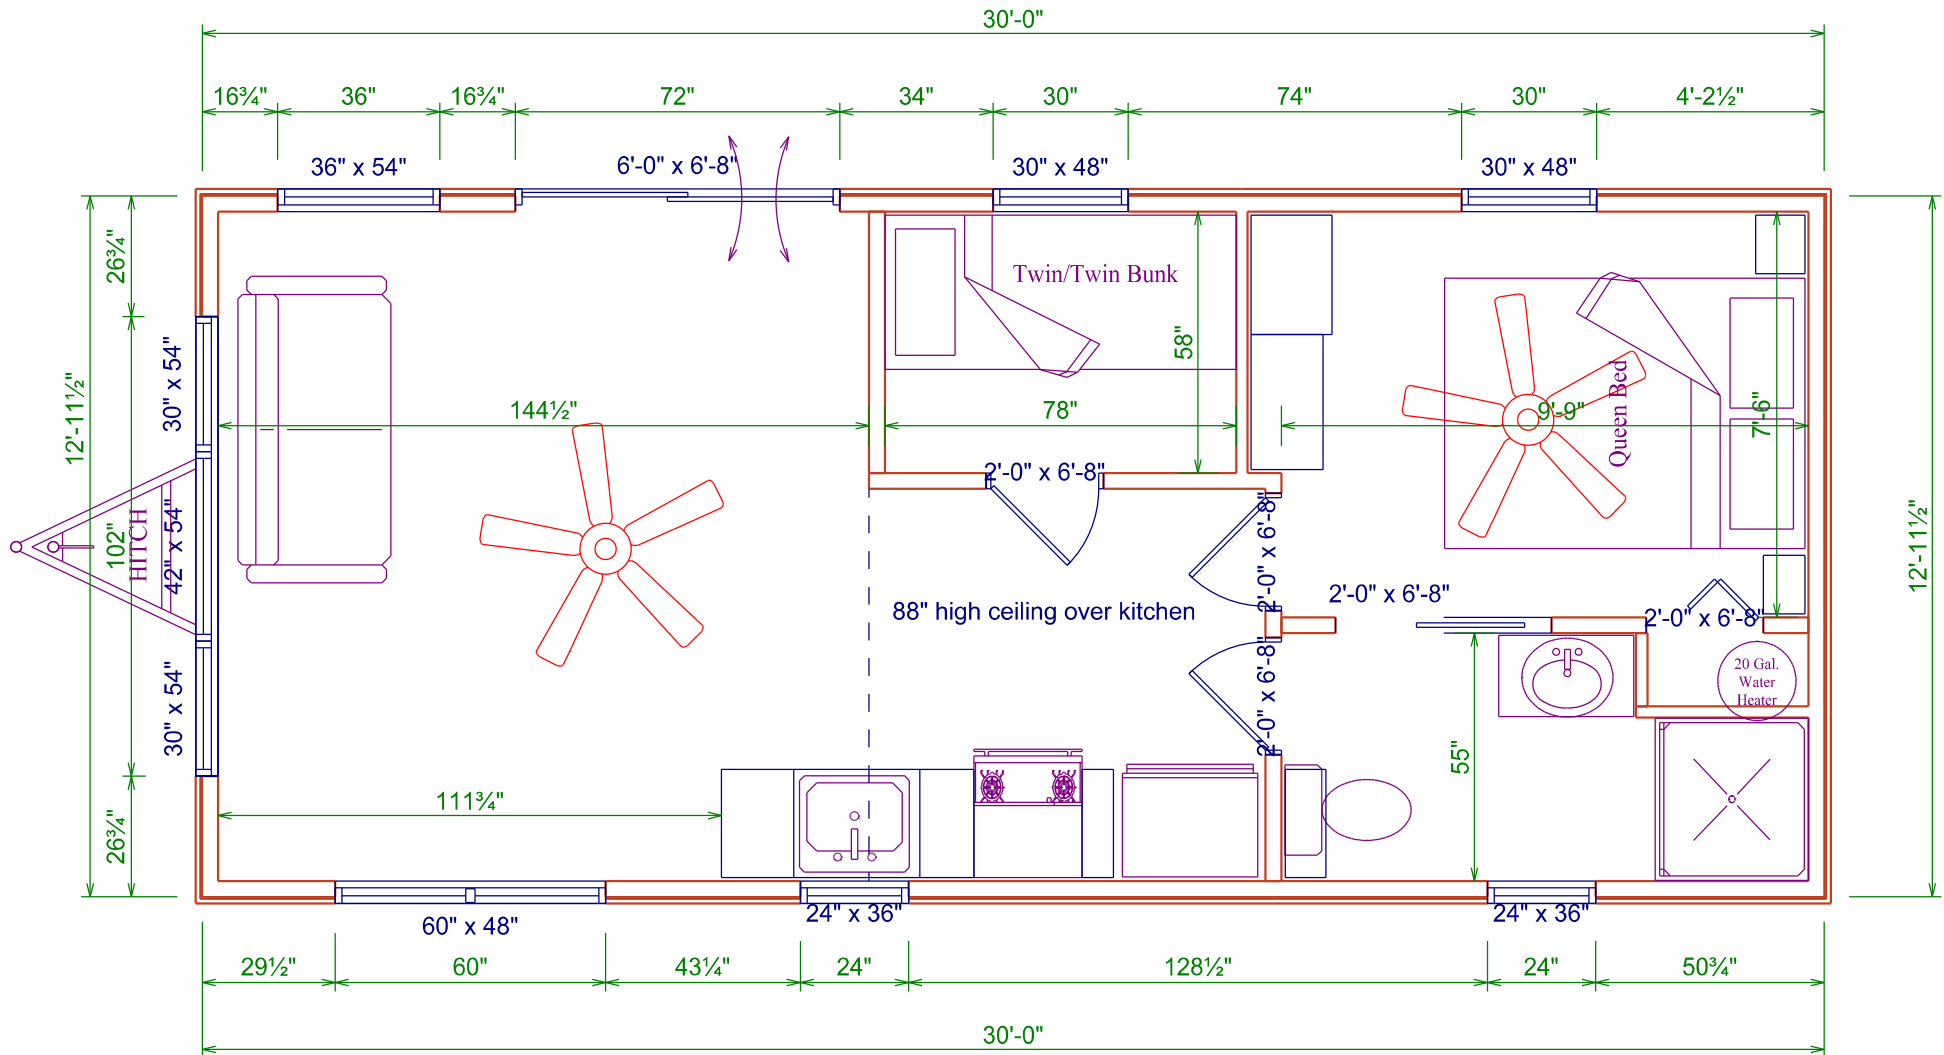 30'-0"
16¾"
36"
16¾"
72"
34"
30"
74"
30"
4'-2½"
36" x 54"
6'-0" x 6'-8"
30" x 48"
30" x 48"
12'-11½"
26¾"
102"
26¾"
30" x 54"
42" x 54"
30" x 54"
HITCH
144½"
111¾"
Twin/Twin Bunk
58"
78"
2'-0" x 6'-8"
2'-0" x 6'-8"
2'-0" x 6'-8"
88" high ceiling over kitchen
9'-9"
Queen Bed
7'-6"
2'-0" x 6'-8"
2'-0" x 6'-8"
20 Gal.
Water
Heater
55"
12'-11½"
60" x 48"
24" x 36"
24" x 36"
29½"
60"
43¼"
24"
128½"
24"
50¾"
30'-0"